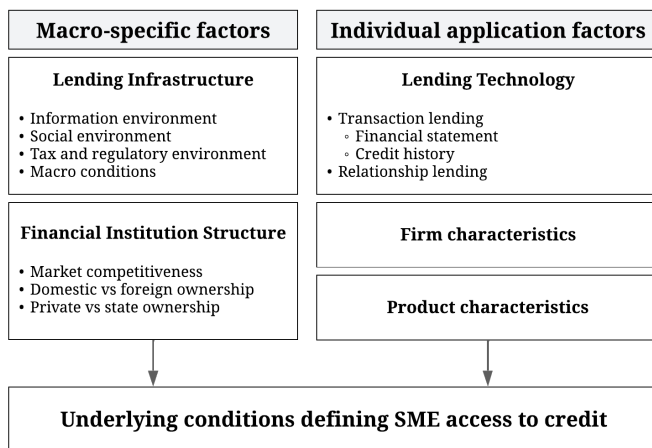 Macro-specific factors
Lending Infrastructure
• Information environment
• Social environment
• Tax and regulatory environment
• Macro conditions
Financial Institution Structure
• Market competitiveness
• Domestic vs foreign ownership
• Private vs state ownership
Individual application factors
Lending Technology
• Transaction lending
◦ Financial statement
◦ Credit history
• Relationship lending
Firm characteristics
Product characteristics
Underlying conditions defining SME access to credit